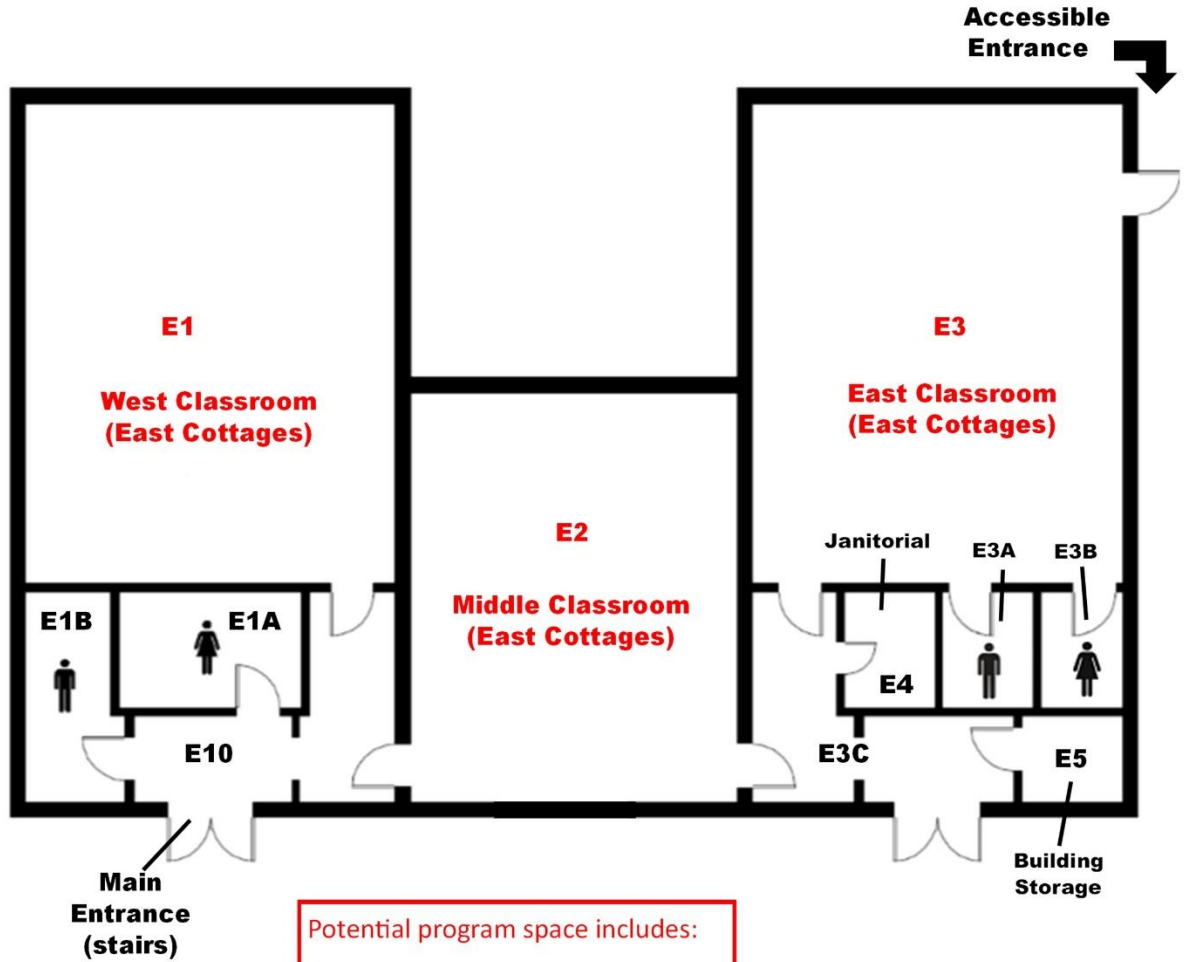 Accessible
Entrance
E1
West Classroom
(East Cottages)
E3
East Classroom
(East Cottages)
E2
Middle Classroom
(East Cottages)
Janitorial
E3A
E3B
E1B
E1A
E4
E10
E3C
E5
Main
Entrance
(stairs)
Building
Storage
Potential program space includes: